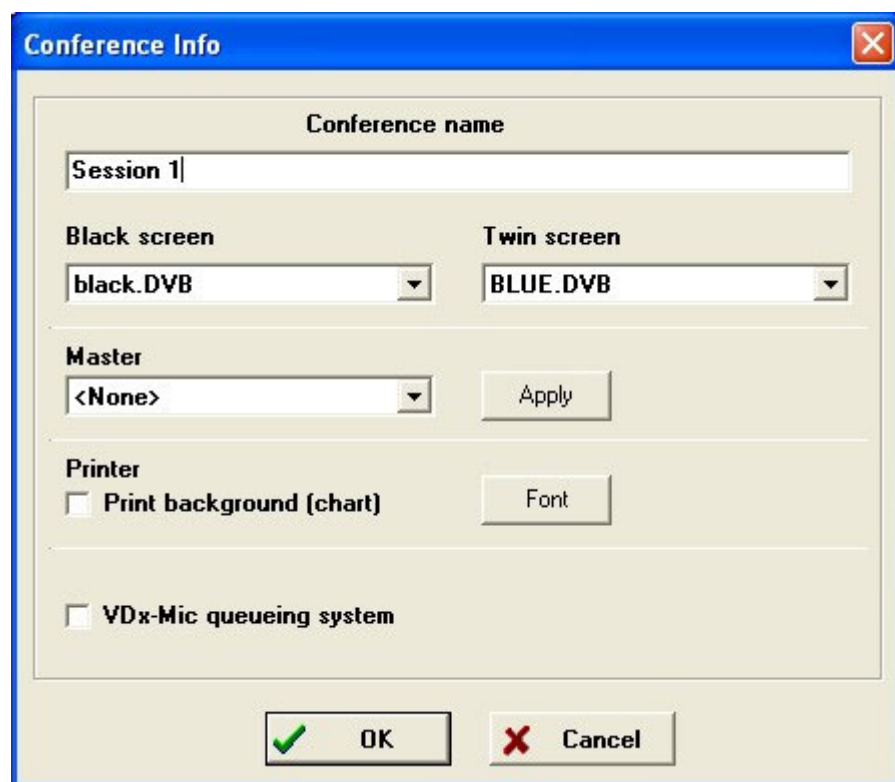 Conference Info
Conference name
Session 1
Black screen
Twin screen
black.DVB
BLUE.DVB
Master
<None>
Apply
Printer
Print background (chart)
Font
VDx-Mic queueing system
OK
Cancel